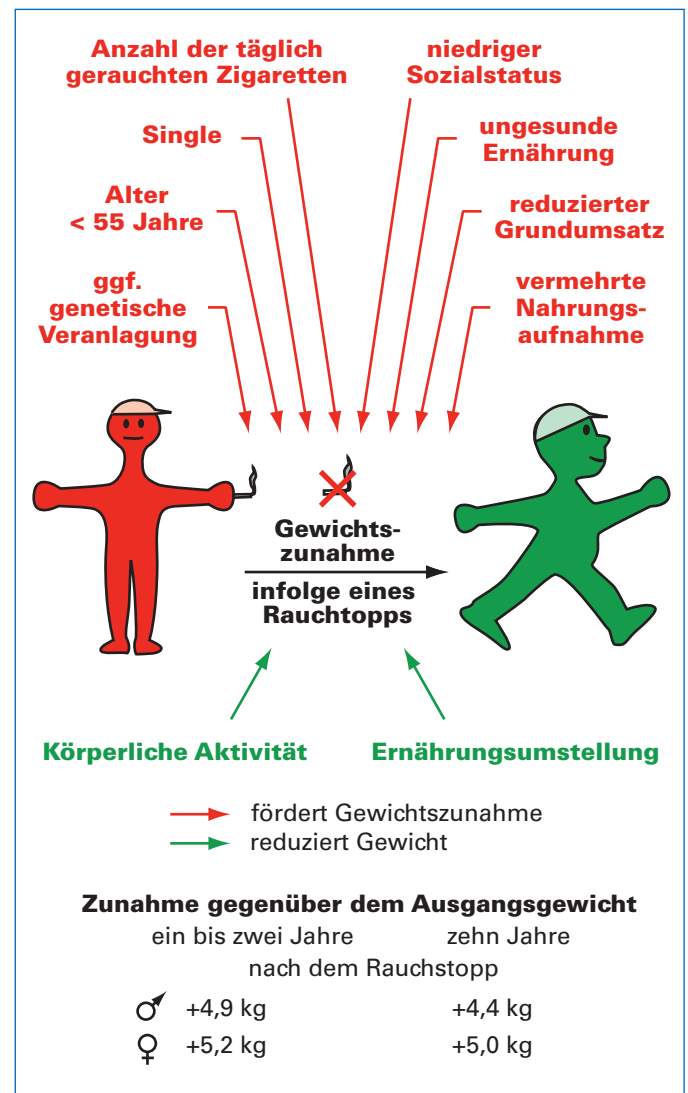 Anzahl der täglich
gerauchten Zigaretten
niedriger
Sozialstatus
Single
ungesunde
Ernährung
Alter
< 55 Jahre
reduzierter
Grundumsatz
ggf.
genetische
Veranlagung
vermehrte
Nahrungs-
aufnahme
Gewichts-
zunahme
infolge eines
Rauchtopps
Körperliche Aktivität
Ernährungsumstellung
fördert Gewichtszunahme
reduziert Gewicht
Zunahme gegenüber dem Ausgangsgewicht
ein bis zwei Jahre zehn Jahre
nach dem Rauchstopp
♂ +4,9 kg +4,4 kg
♀ +5,2 kg +5,0 kg